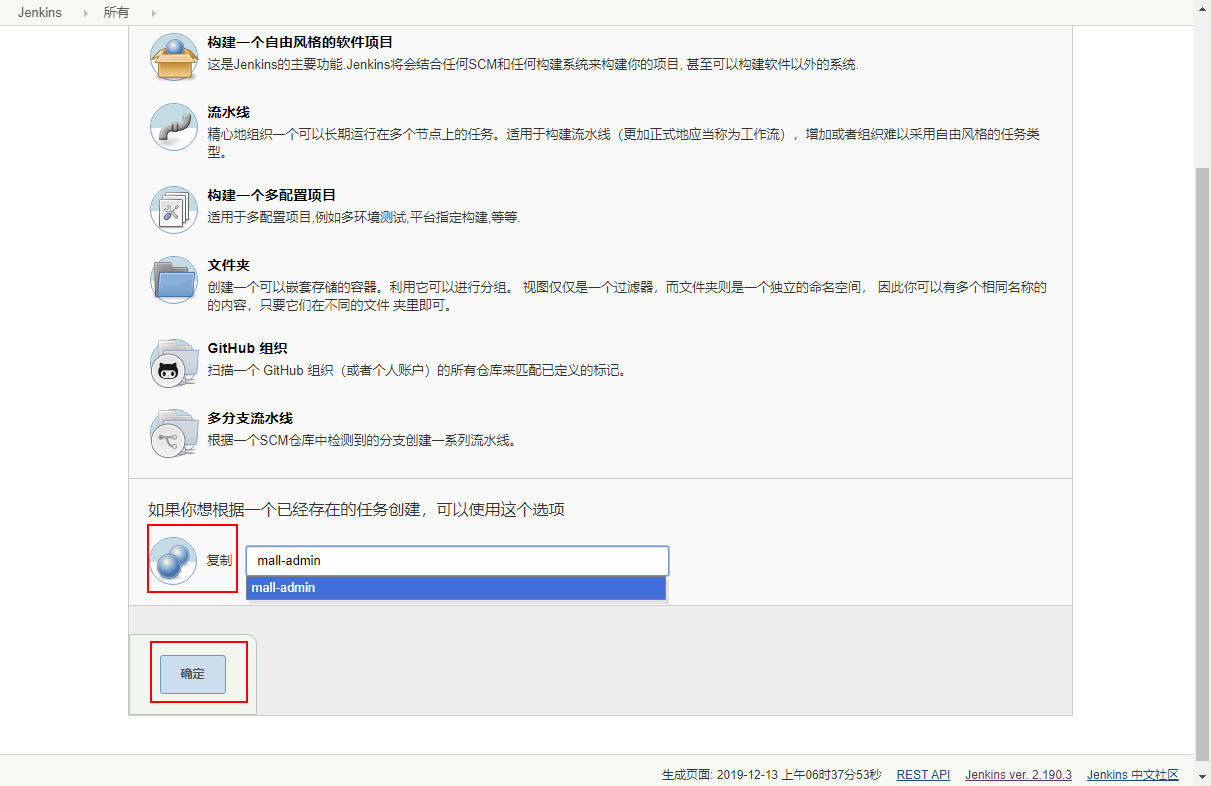 Jenkins
所有
构建一个自由风格的软件项目
这是Jenkins的主要功能.Jenkins将会结合任何SCM和任何构建系统来构建你的项目, 甚至可以构建软件以外的系统.
流水线
精心地组织一个可以长期运行在多个节点上的任务。适用于构建流水线（更加正式地应当称为工作流），增加或者组织难以采用自由风格的任务类
型。
构建一个多配置项目
适用于多配置项目,例如多环境测试,平台指定构建,等等.
文件夹
创建一个可以嵌套存储的容器。利用它可以进行分组。 视图仅仅是一个过滤器，而文件夹则是一个独立的命名空间， 因此你可以有多个相同名称的
的内容，只要它们在不同的文件 夹里即可。
GitHub 组织
扫描一个 GitHub 组织（或者个人账户）的所有仓库来匹配已定义的标记。
多分支流水线
根据一个SCM仓库中检测到的分支创建一系列流水线。
如果你想根据一个已经存在的任务创建，可以使用这个选项
复制
mall-admin
mall-admin
确定
生成页面: 2019-12-13 上午06时37分53秒 REST API Jenkins ver. 2.190.3 Jenkins 中文社区